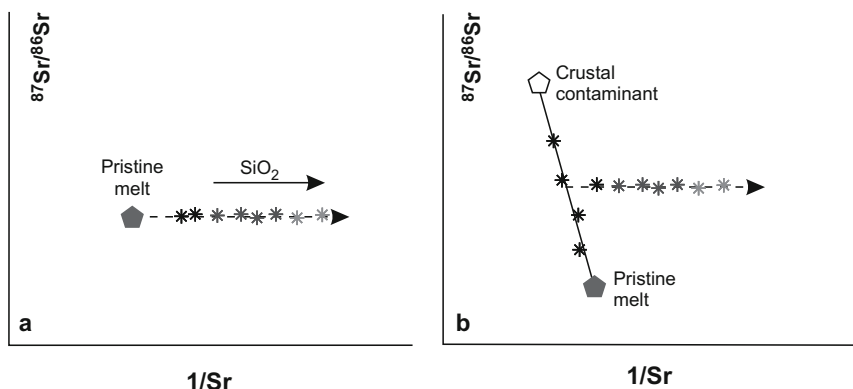 87Sr/86Sr
Pristine
melt
SiO2
a
1/Sr
87Sr/86Sr
Crustal
contaminant
Pristine
melt
b
1/Sr